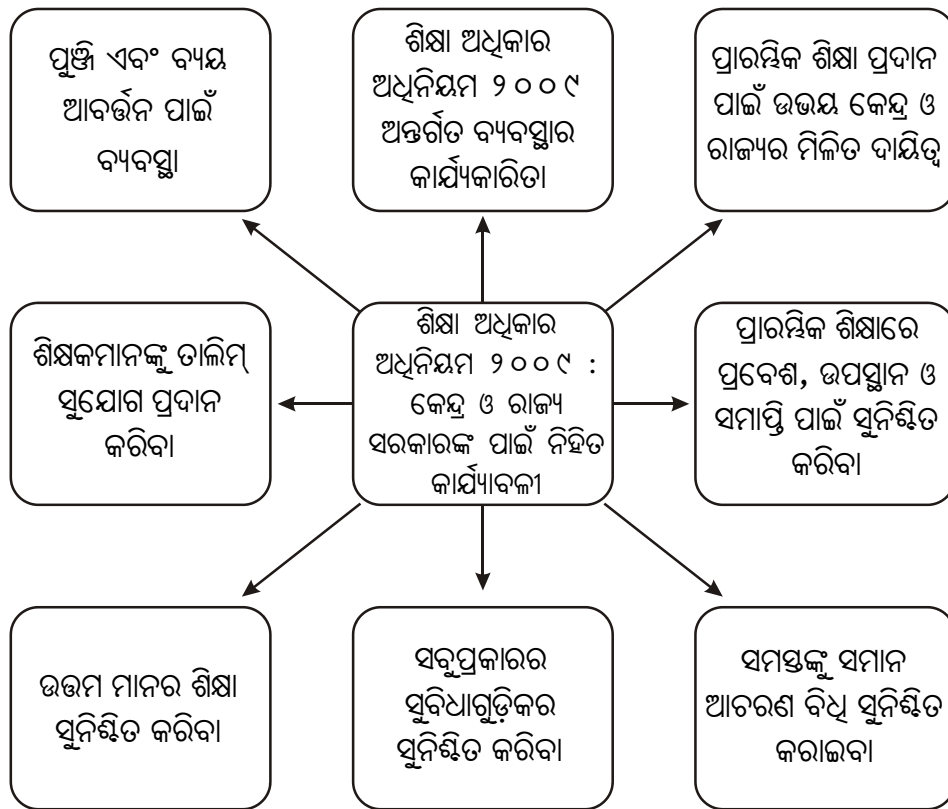 ପୁଞ୍ଜି ଏବଂ ବ୍ୟୟ
ଆବର୍ତ୍ତନ ପାଇଁ
ବ୍ୟବସ୍ଥା
ଶିକ୍ଷା ଅଧିକାର
ଅଧିନିୟମ ୨୦୦୯
ଅନ୍ତର୍ଗତ ବ୍ୟବସ୍ଥାର
କାର୍ଯ୍ୟକାରିତା
ପ୍ରାରମ୍ଭିକ ଶିକ୍ଷା ପ୍ରଦାନ
ପାଇଁ ଉଭୟ କେନ୍ଦ୍ର ଓ
ରାଜ୍ୟର ମିଳିତ ଦାୟିତ୍ୱ
ଶିକ୍ଷକମାନଙ୍କୁ ତାଲିମ୍
ସୁଯୋଗ ପ୍ରଦାନ
କରିବା
ଶିକ୍ଷା ଅଧିକାର
ଅଧିନିୟମ ୨୦୦୯ :
କେନ୍ଦ୍ର ଓ ରାଜ୍ୟ
ସରକାରଙ୍କ ପାଇଁ ନିହିତ
କାର୍ଯ୍ୟାବଳୀ
ପ୍ରାରମ୍ଭିକ ଶିକ୍ଷାରେ
ପ୍ରବେଶ, ଉପସ୍ଥାନ ଓ
ସମାପ୍ତି ପାଇଁ ସୁନିଶ୍ଚିତ
କରିବା
ଉତ୍ତମ ମାନର ଶିକ୍ଷା
ସୁନିଶ୍ଚିତ କରିବା
ସବୁପ୍ରକାରର
ସୁବିଧାଗୁଡ଼ିକର
ସୁନିଶ୍ଚିତ କରିବା
ସମସ୍ତଙ୍କୁ ସମାନ
ଆଚରଣ ବିଧି ସୁନିଶ୍ଚିତ
କରାଇବା